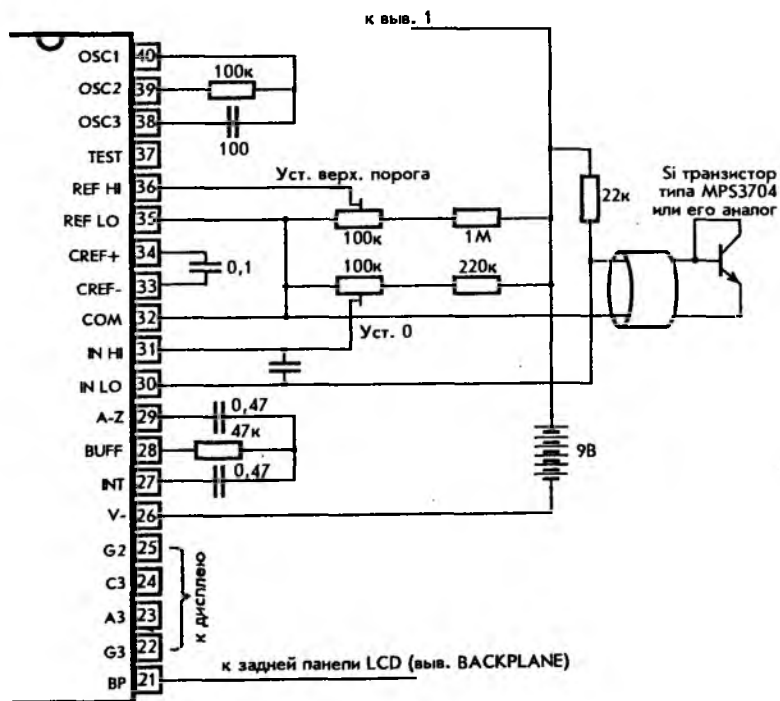 к выв. 1
OSC1 40
OSC2 39
OSC3 38
TEST 37
REF HI 36
REF LO 35
CREF+ 34
CREF- 33
COM 32
IN HI 31
IN LO 30
A-Z 29
BUFF 28
INT 27
V- 26
G2 25
C3 24
A3 23
G3 22
BP 21
100к
100
Уст. верх. порога
100к
1М
0,1
100к
220к
Уст. 0
22к
Si транзистор
типа MPS3704
или его аналог
0,47
47к
0,47
9В
к дисплею
к задней панели LCD (выв. BACKPLANE)